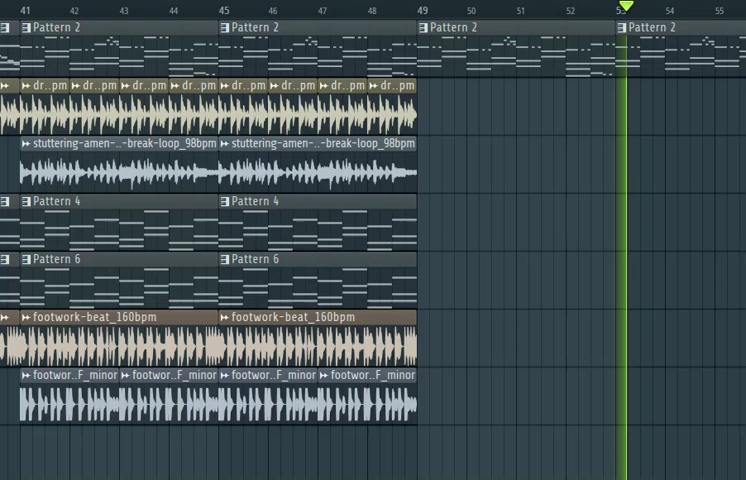 41 42 43 44 45 46 47 48 49 50 51 52 53 54 55
Pattern 2 Pattern 2 Pattern 2 Pattern 2
dr..pm dr..pm dr..pm dr..pm dr..pm dr..pm dr..pm dr..pm
stuttering-amen-..-break-loop_98bpm stuttering-amen-..-break-loop_98bpm
Pattern 4 Pattern 4
Pattern 6 Pattern 6
footwork-beat_160bpm footwork-beat_160bpm
footwor..F_minor footwor..F_minor footwor..F_minor footwor..F_minor